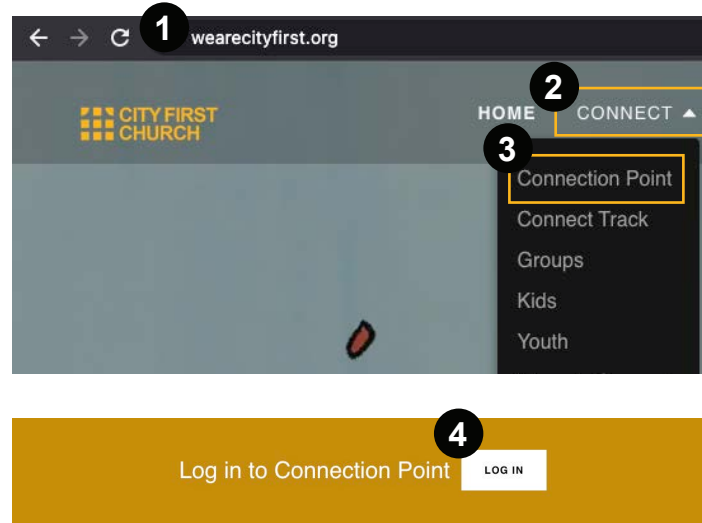 1 wearecityfirst.org
2
CITY FIRST
CHURCH
HOME CONNECT
3
Connection Point
Connect Track
Groups
Kids
Youth
4
Log in to Connection Point LOG IN